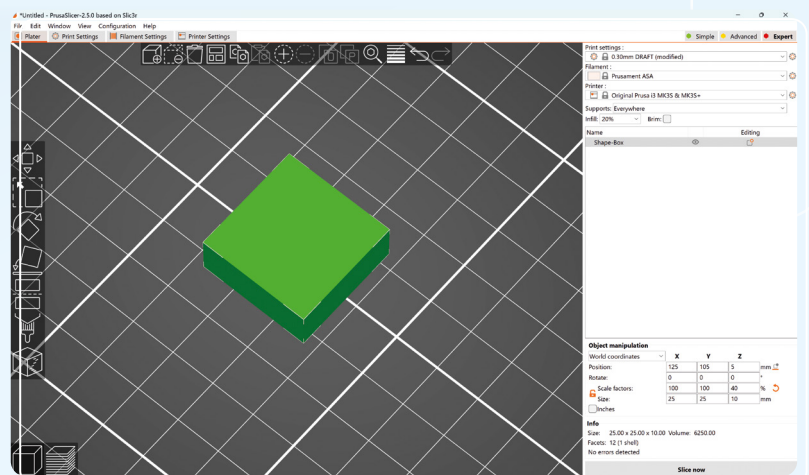 *Untitled - PrusaSlicer-2.5.0 based on Slic3r
File Edit Window View Configuration Help
Plater Print Settings Filament Settings Printer Settings Simple Advanced Expert
Print settings :
0.30mm DRAFT (modified)
Filament :
Prusament ASA
Printer :
Original Prusa i3 MK3S & MK3S+
Supports: Everywhere
Infill: 20% Brim:
Name Editing
Shape-Box
Object manipulation
World coordinates X Y Z
Position: 125 105 5 mm
Rotate: 0 0 0 °
Scale factors: 100 100 40 %
Size: 25 25 10 mm
Inches
Info
Size: 25.00 x 25.00 x 10.00 Volume: 6250.00
Facets: 12 (1 shell)
No errors detected
Slice now